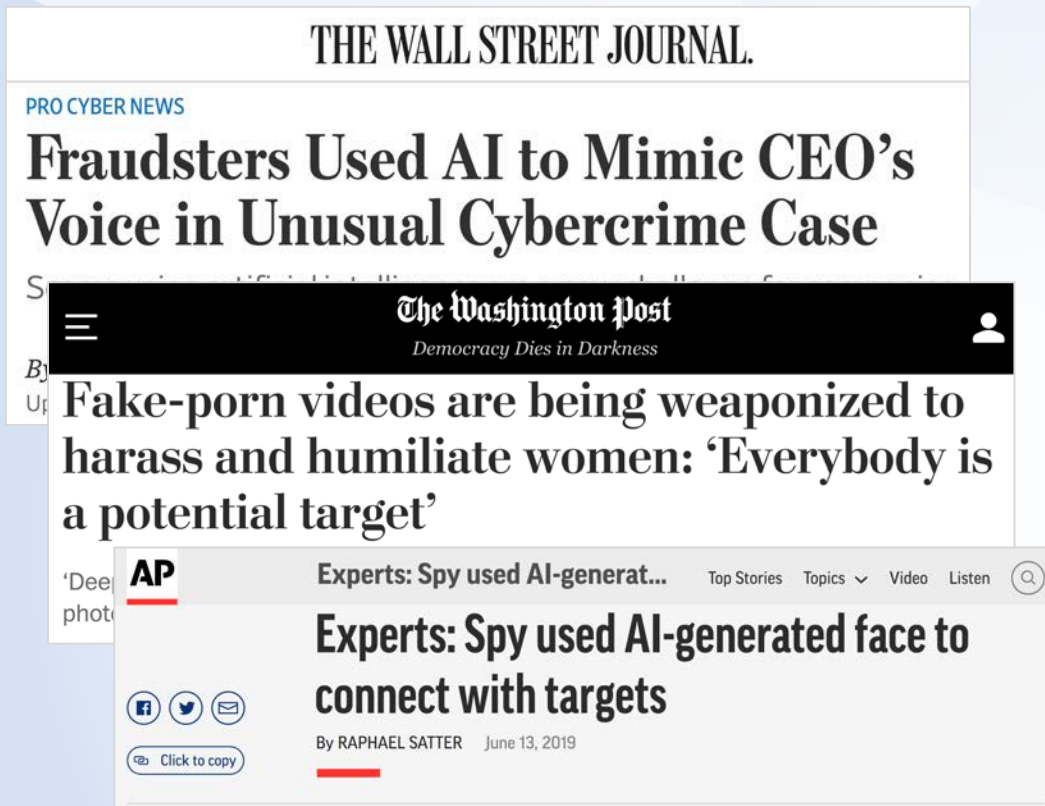 THE WALL STREET JOURNAL.
PRO CYBER NEWS
Fraudsters Used AI to Mimic CEO's
Voice in Unusual Cybercrime Case
The Washington Post
Democracy Dies in Darkness
By
Fake-porn videos are being weaponized to
harass and humiliate women: 'Everybody is
a potential target'
AP
Experts: Spy used AI-generat... Top Stories Topics Video Listen
Experts: Spy used AI-generated face to
connect with targets
By RAPHAEL SATTER June 13, 2019
Click to copy